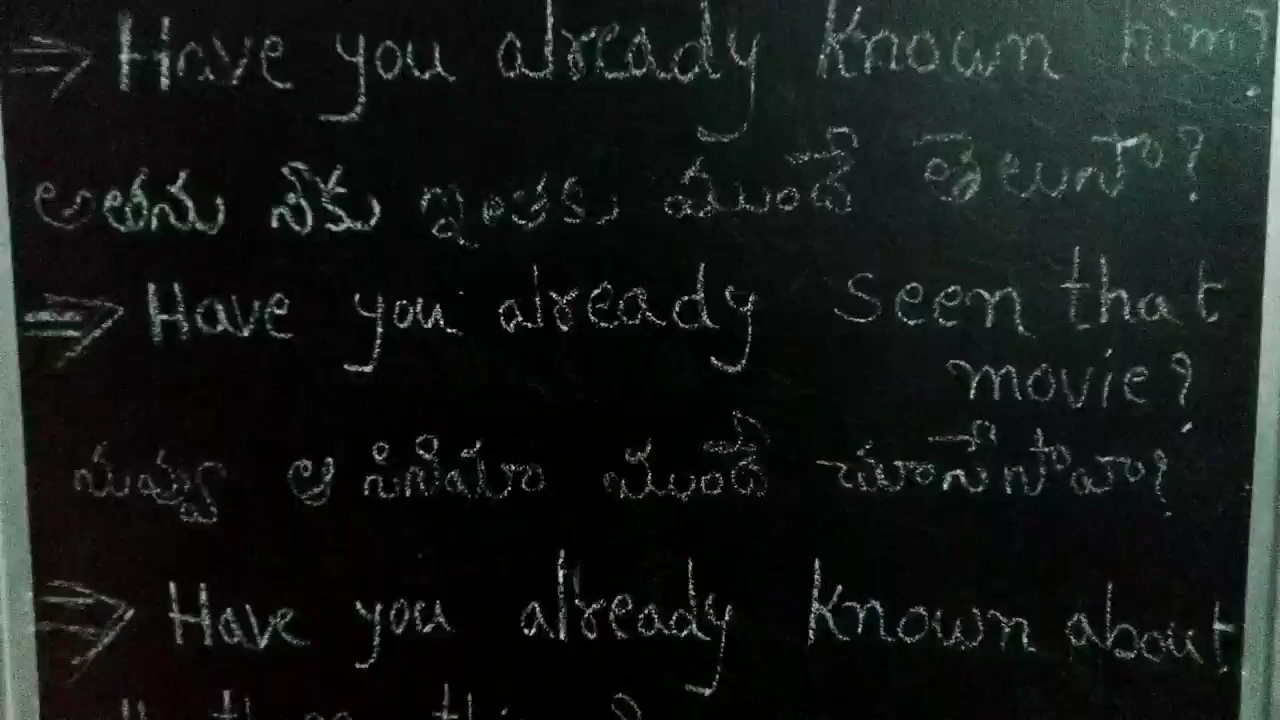 ⇒ Have you already known him?
అతను నీకు ఇంతకు ముందే తెలుసా?
⇒ Have you already seen that
movie?
నువ్వు ఆ సినిమా ముందే చూసేసావా?
⇒ Have you already known about